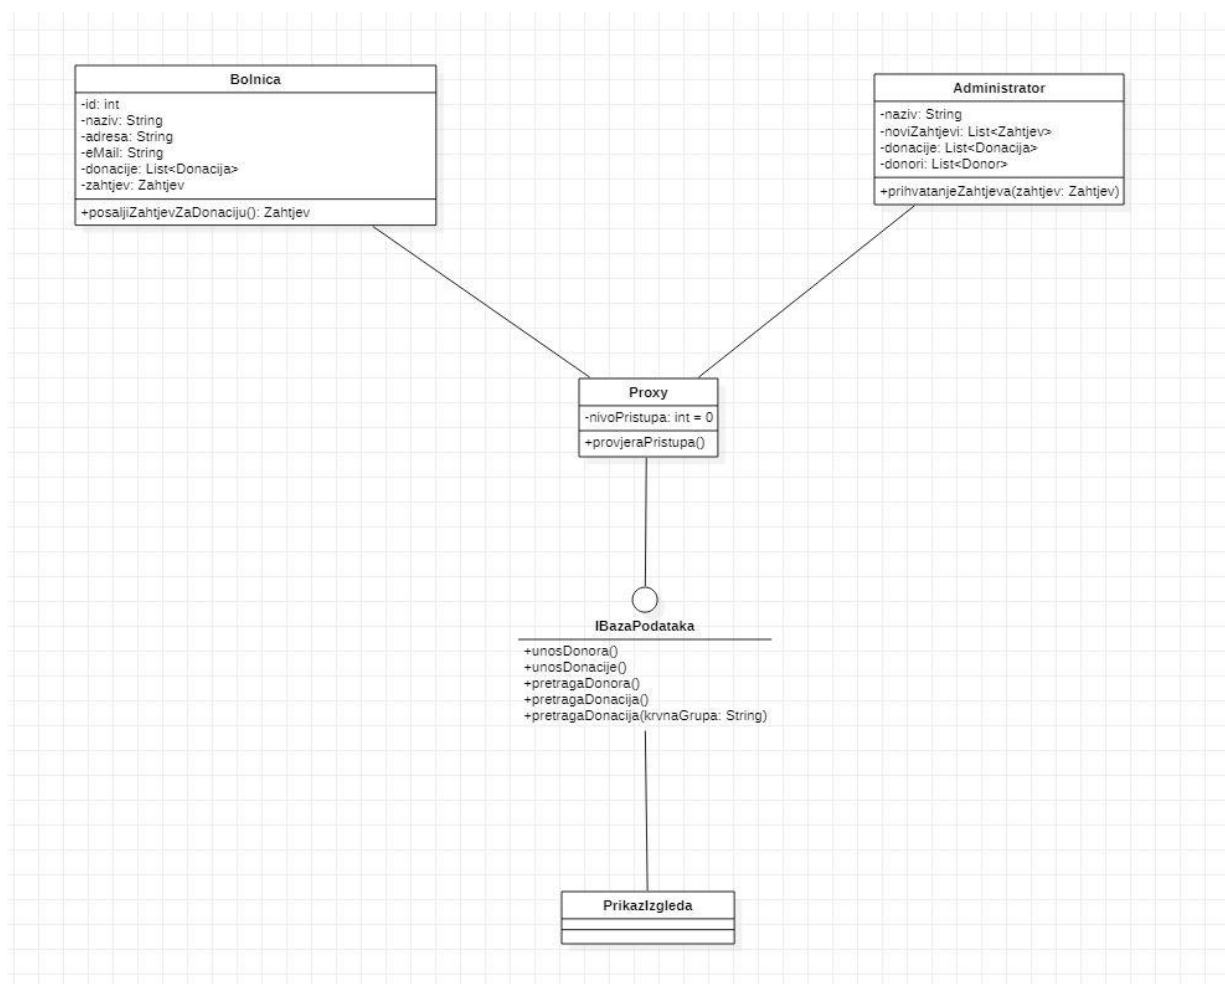 Bolnica
-id: int
-naziv: String
-adresa: String
-eMail: String
-donacije: List<Donacija>
-zahtjev: Zahtjev
+posaljiZahtjevZaDonaciju(): Zahtjev
Administrator
-naziv: String
-noviZahtjevi: List<Zahtjev>
-donacije: List<Donacija>
-donori: List<Donor>
+prihvatanjeZahtjeva(zahtjev: Zahtjev)
Proxy
-nivoPristupa: int = 0
+provjeraPristupa()
IBazaPodataka
+unosDonora()
+unosDonacije()
+pretragaDonora()
+pretragaDonacija()
+pretragaDonacija(krvnaGrupa: String)
PrikazIzgleda